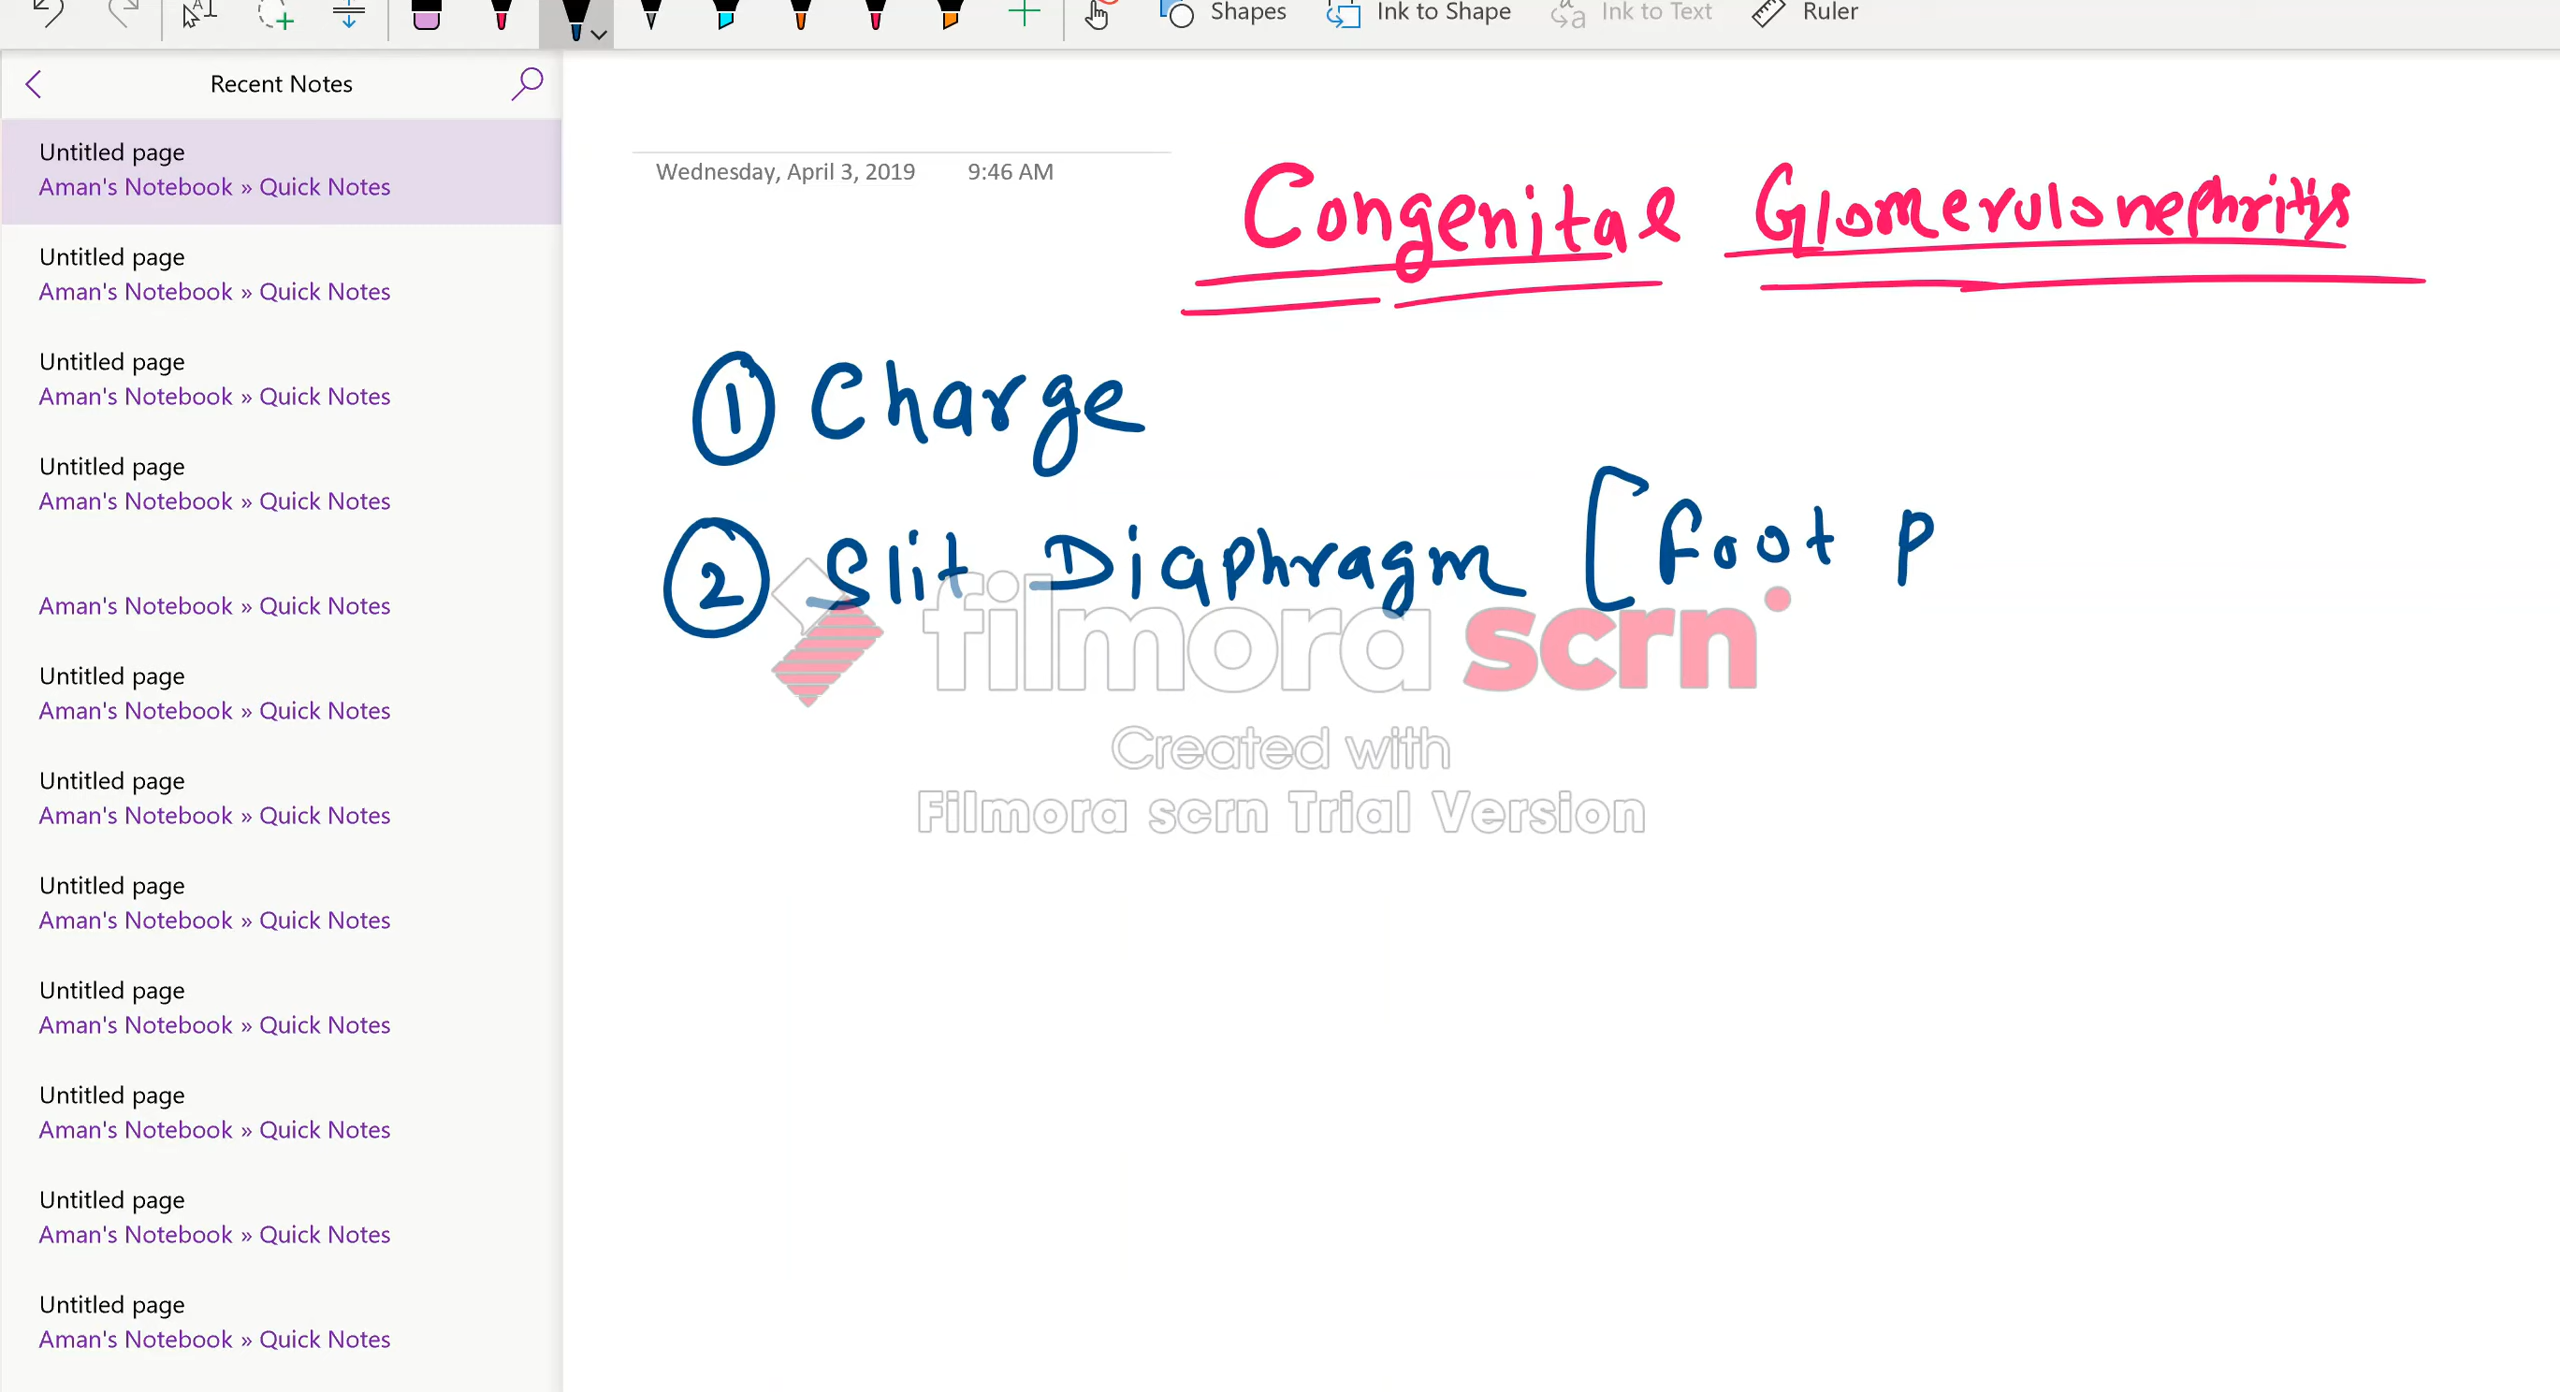 Shapes Ink to Shape Ink to Text Ruler
Recent Notes
Untitled page
Aman's Notebook » Quick Notes
Untitled page
Aman's Notebook » Quick Notes
Untitled page
Aman's Notebook » Quick Notes
Untitled page
Aman's Notebook » Quick Notes
Aman's Notebook » Quick Notes
Untitled page
Aman's Notebook » Quick Notes
Untitled page
Aman's Notebook » Quick Notes
Untitled page
Aman's Notebook » Quick Notes
Untitled page
Aman's Notebook » Quick Notes
Untitled page
Aman's Notebook » Quick Notes
Untitled page
Aman's Notebook » Quick Notes
Untitled page
Aman's Notebook » Quick Notes
Wednesday, April 3, 2019 9:46 AM
Congenital Glomerulonephritis
① Charge
② Slit Diaphragm [foot p
filmora scrn
Created with
Filmora scrn Trial Version